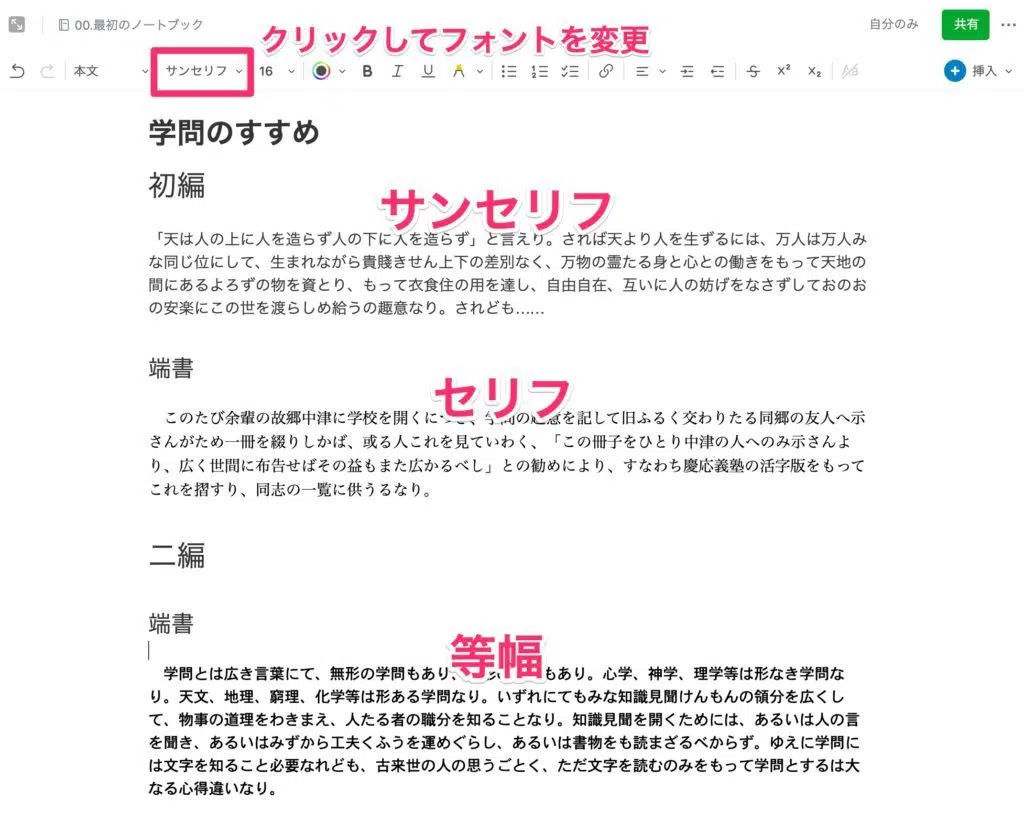 00.最初のノートブック
自分のみ
共有
クリックしてフォントを変更
本文
サンセリフ
16
B I U A
S X² X₂
挿入
学問のすすめ
初編
サンセリフ
「天は人の上に人を造らず人の下に人を造らず」と言えり。されば天より人を生ずるには、万人は万人み
な同じ位にして、生まれながら貴賤きせん上下の差別なく、万物の霊たる身と心との働きをもって天地の
間にあるよろずの物を資とり、もって衣食住の用を達し、自由自在、互いに人の妨げをなさずしておのお
の安楽にこの世を渡らしめ給うの趣意なり。されども……
端書
セリフ
このたび余輩の故郷中津に学校を開くに、学問の趣意を記して旧ふるく交わりたる同郷の友人へ示
さんがため一冊を綴りしかば、或る人これを見ていわく、「この冊子をひとり中津の人へのみ示さんよ
り、広く世間に布告せばその益もまた広かるべし」との勧めにより、すなわち慶応義塾の活字版をもって
これを摺すり、同志の一覧に供うるなり。
二編
端書
等幅
学問とは広き言葉にて、無形の学問もあり、もあり。心学、神学、理学等は形なき学問な
り。天文、地理、窮理、化学等は形ある学問なり。いずれにてもみな知識見聞けんもんの領分を広くし
て、物事の道理をわきまえ、人たる者の職分を知ることなり。知識見聞を開くためには、あるいは人の言
を聞き、あるいはみずから工夫くふうを運めぐらし、あるいは書物をも読まざるべからず。ゆえに学問に
は文字を知ること必要なれども、古来世の人の思うごとく、ただ文字を読むのみをもって学問とするは大
なる心得違いなり。